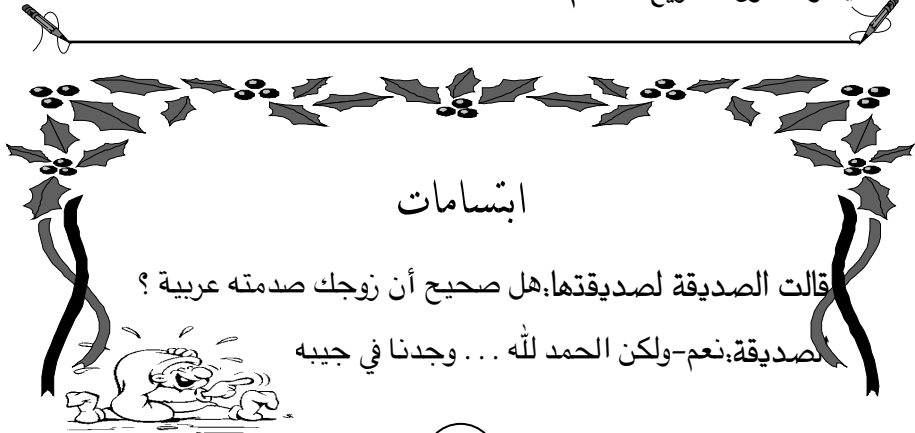 ابتسامات
قالت الصديقة لصديقتها:هل صحيح أن زوجك صدمته عربية ؟
الصديقة:نعم-ولكن الحمد لله ... وجدنا في جيبه